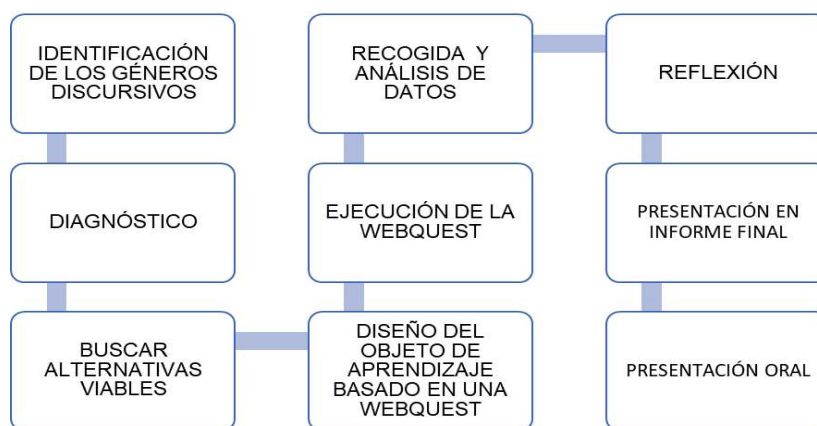 IDENTIFICACIÓN
DE LOS GÉNEROS
DISCURSIVOS
DIAGNÓSTICO
BUSCAR
ALTERNATIVAS
VIABLES
DISEÑO DEL
OBJETO DE
APRENDIZAJE
BASADO EN UNA
WEBQUEST
EJECUCIÓN DE LA
WEBQUEST
RECOGIDA Y
ANÁLISIS DE
DATOS
REFLEXIÓN
PRESENTACIÓN EN
INFORME FINAL
PRESENTACIÓN ORAL